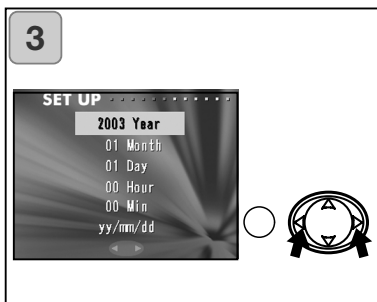 3
SET UP
2003 Year
01 Month
01 Day
00 Hour
00 Min
yy/mm/dd